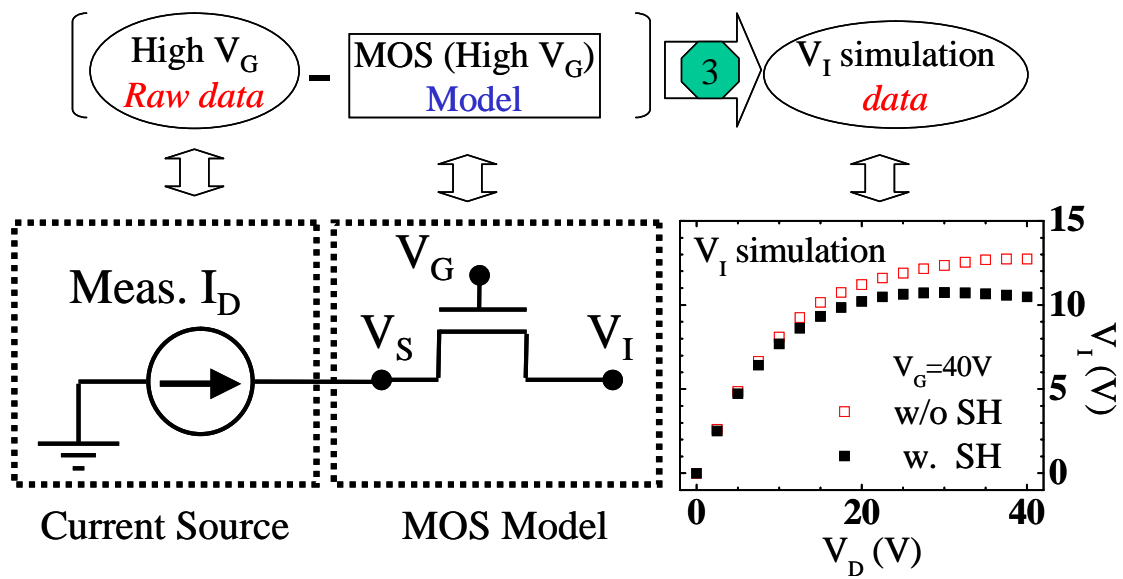 High V_G
Raw data
–
MOS (High V_G)
Model
3
V_I simulation
data
Meas. I_D
V_G
V_S
V_I
Current Source
MOS Model
V_I simulation
V_G=40V
w/o SH
w. SH
15
10
5
0
V_I (V)
0
20
40
V_D (V)